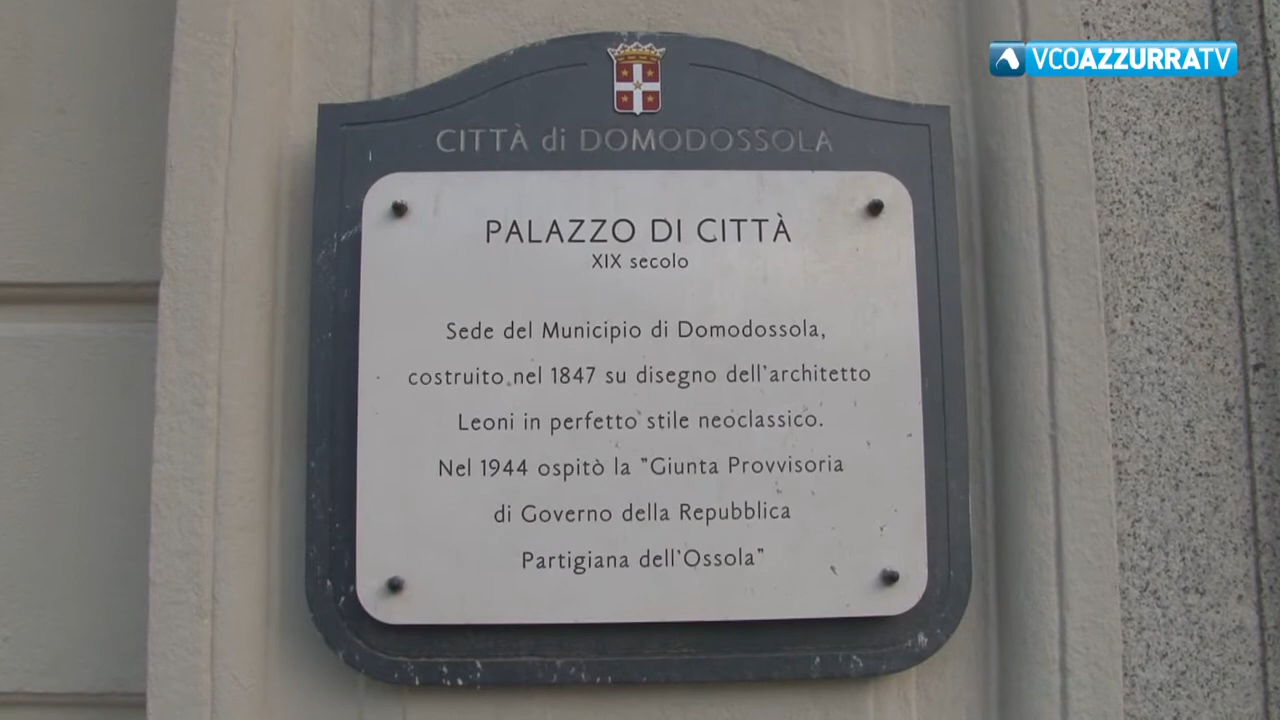 VCOAZZURRATV
CITTÀ di DOMODOSSOLA
PALAZZO DI CITTÀ
XIX secolo
Sede del Municipio di Domodossola,
costruito nel 1847 su disegno dell'architetto
Leoni in perfetto stile neoclassico.
Nel 1944 ospitò la "Giunta Provvisoria
di Governo della Repubblica
Partigiana dell'Ossola"